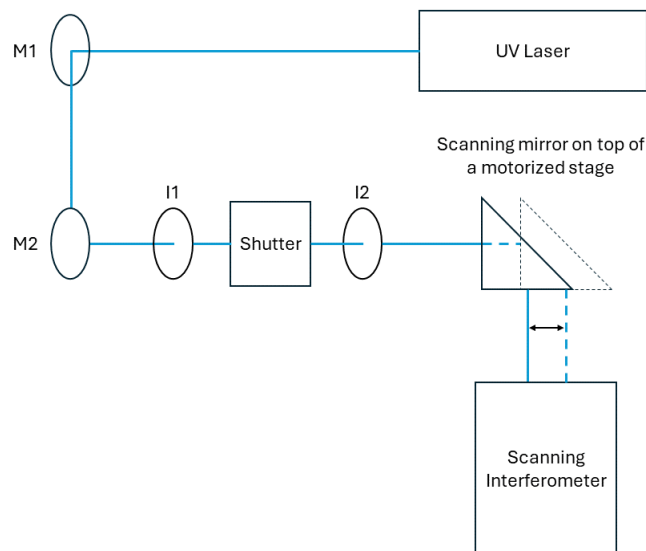 M1
UV Laser
Scanning mirror on top of
a motorized stage
I1
I2
M2
Shutter
Scanning
Interferometer